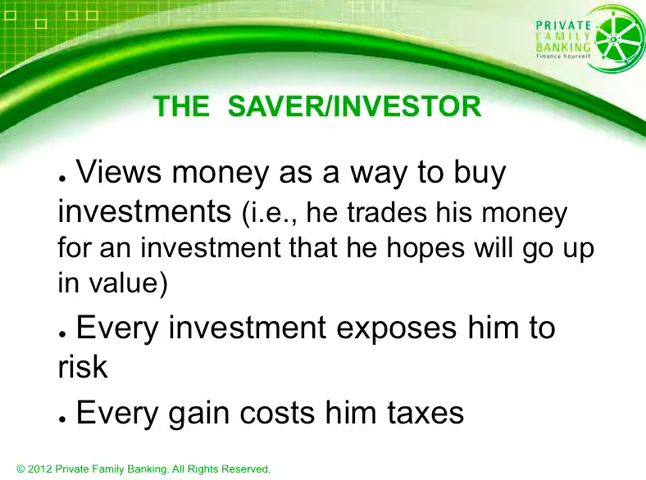 PRIVATE
FAMILY
BANKING
Finance Yourself
THE SAVER/INVESTOR
• Views money as a way to buy
investments (i.e., he trades his money
for an investment that he hopes will go up
in value)
• Every investment exposes him to
risk
• Every gain costs him taxes
© 2012 Private Family Banking. All Rights Reserved.